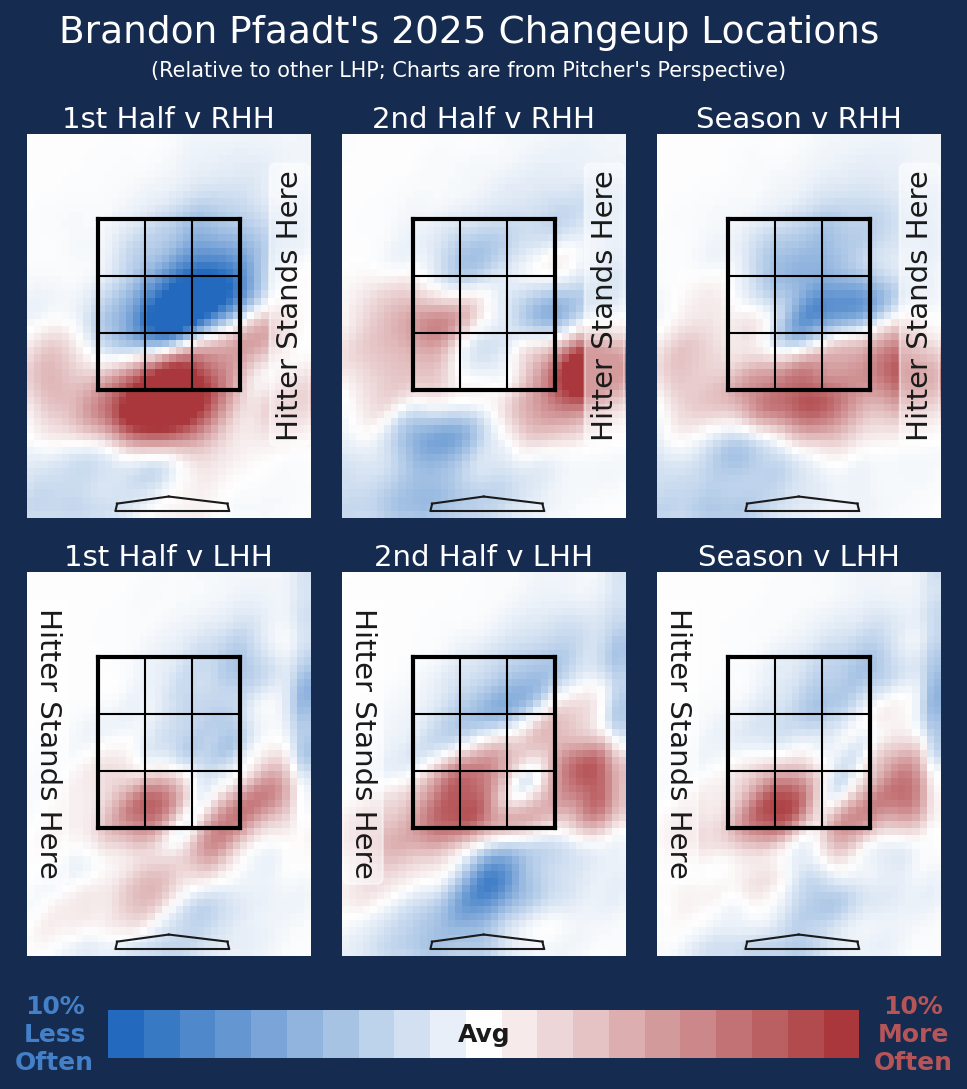 Brandon Pfaadt's 2025 Changeup Locations
(Relative to other LHP; Charts are from Pitcher's Perspective)
1st Half v RHH
2nd Half v RHH
Season v RHH
Hitter Stands Here
Hitter Stands Here
Hitter Stands Here
1st Half v LHH
2nd Half v LHH
Season v LHH
Hitter Stands Here
Hitter Stands Here
Hitter Stands Here
10%
Less
Often
Avg
10%
More
Often